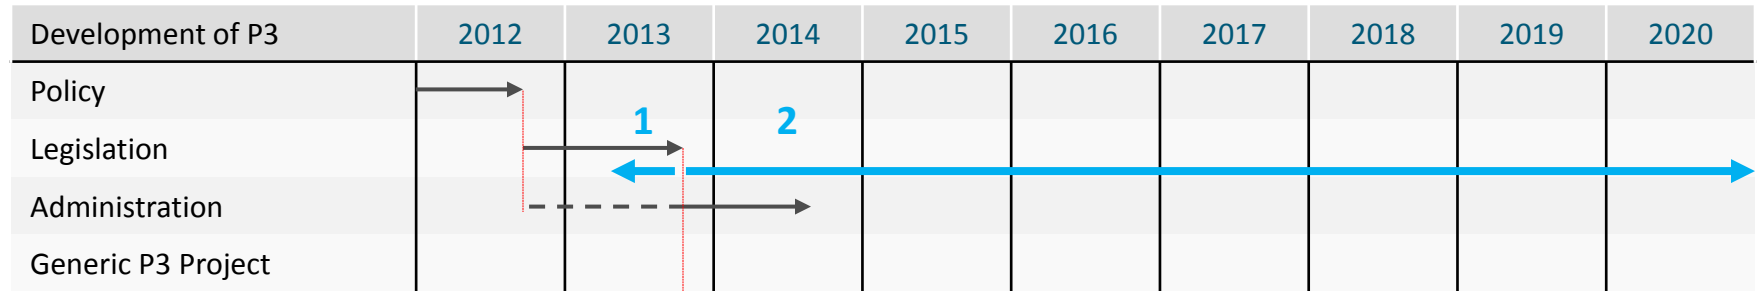 Development of P3 2012 2013 2014 2015 2016 2017 2018 2019 2020
Policy
1 2
Legislation
Administration
Generic P3 Project